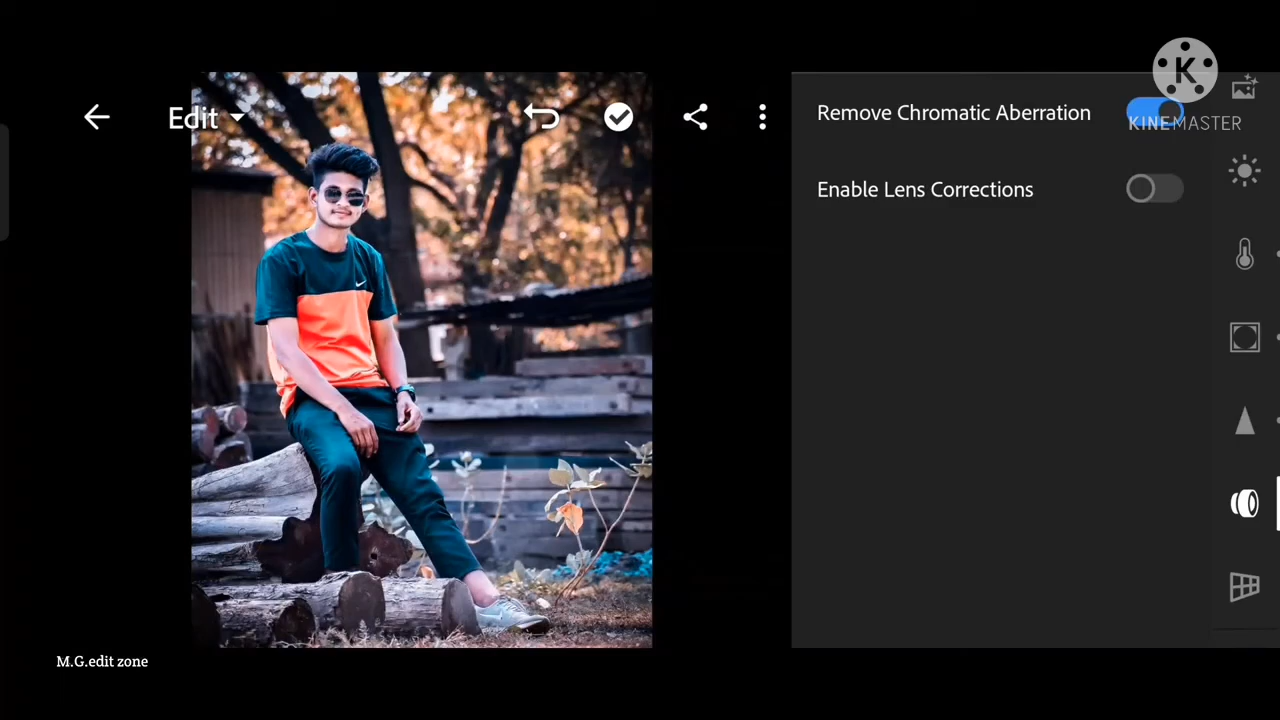 Edit
Remove Chromatic Aberration
KINEMASTER
Enable Lens Corrections
M.G.edit zone